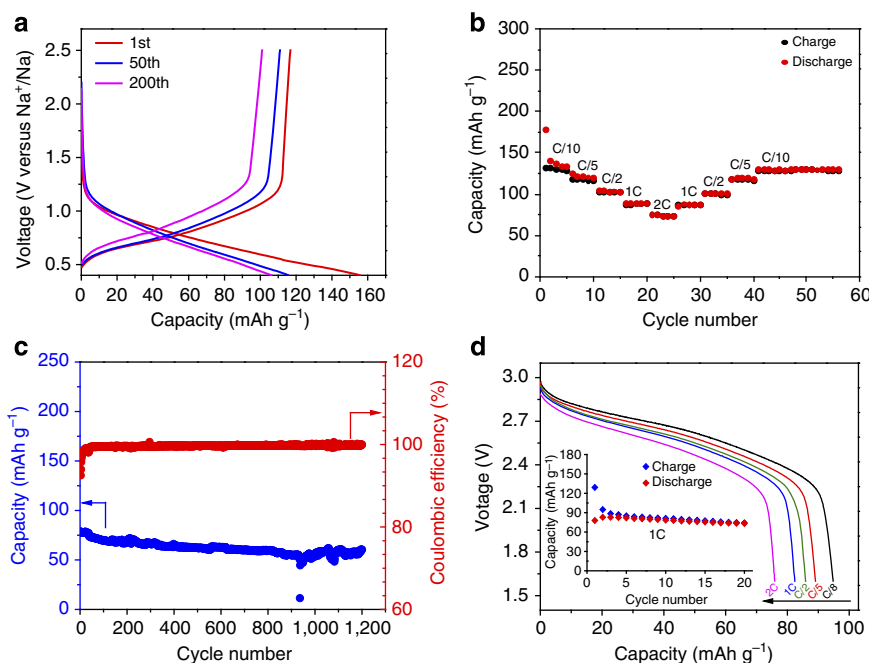 a
2.5
2.0
1.5
1.0
0.5
Voltage (V versus Na⁺/Na)
1st
50th
200th
0 20 40 60 80 100 120 140 160
Capacity (mAh g⁻¹)
b
300
250
200
150
100
50
0
Capacity (mAh g⁻¹)
Charge
Discharge
C/10
C/5
C/2
1C
2C
1C
C/2
C/5
C/10
0 10 20 30 40 50 60
Cycle number
c
250
200
150
100
50
0
Capacity (mAh g⁻¹)
120
100
80
60
Coulombic efficiency (%)
0 200 400 600 800 1,000 1,200
Cycle number
d
3.0
2.7
2.4
2.1
1.8
1.5
Votage (V)
180
150
120
90
60
30
0
Capacity (mAh g⁻¹)
Charge
Discharge
1C
0 5 10 15 20
Cycle number
2C
1C
C/2
C/5
C/8
0 20 40 60 80 100
Capacity (mAh g⁻¹)